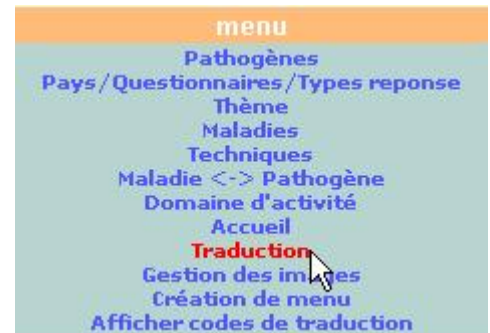 menu
Pathogènes
Pays/Questionnaires/Types reponse
Thème
Maladies
Techniques
Maladie <-> Pathogène
Domaine d'activité
Accueil
Traduction
Gestion des images
Création de menu
Afficher codes de traduction